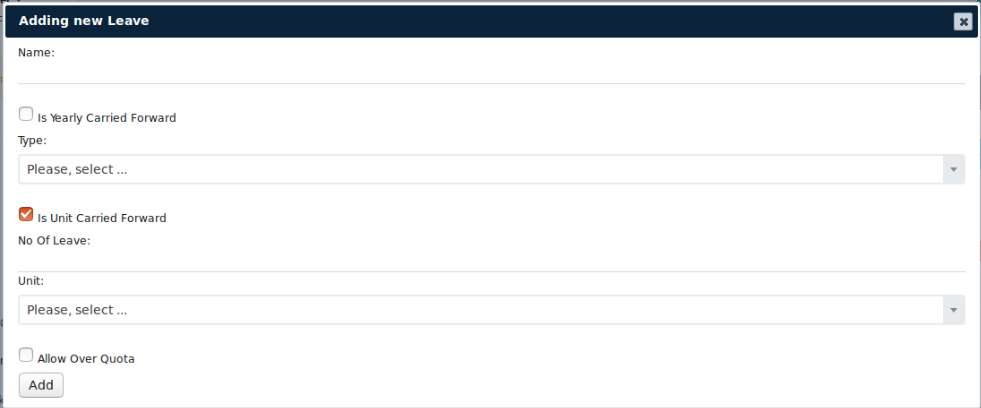 Adding new Leave
Name:
Is Yearly Carried Forward
Type:
Please, select ...
Is Unit Carried Forward
No Of Leave:
Unit:
Please, select ...
Allow Over Quota
Add